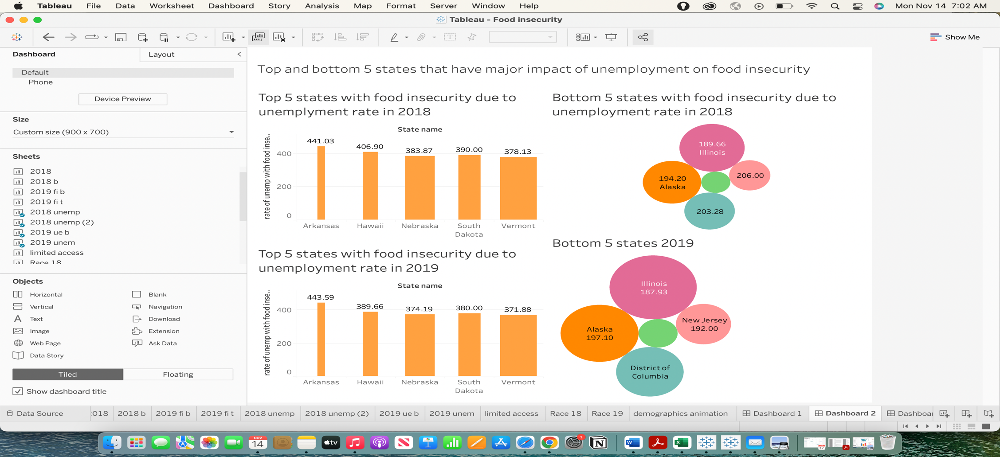 Tableau File Data Worksheet Dashboard Story Analysis Map Format Server Window Help Mon Nov 14 7:02 AM
Tableau - Food insecurity
Show Me
Dashboard Layout
Default
Phone
Device Preview
Size
Custom size (900 x 700)
Sheets
2018
2018 b
2019 fi b
2019 fi t
2018 unemp
2018 unemp (2)
2019 ue b
2019 unem
limited access
Race 18
Objects
Horizontal Blank
Vertical Navigation
Text Download
Image Extension
Web Page Ask Data
Data Story
Tiled Floating
Show dashboard title
Top and bottom 5 states that have major impact of unemployment on food insecurity
Top 5 states with food insecurity due to
unemplyment rate in 2018
State name
rate of unemp with food inse..
400
200
0
441.03
406.90
383.87
390.00
378.13
Arkansas Hawaii Nebraska South Vermont
Dakota
Bottom 5 states with food insecurity due to
unemployment rate in 2018
189.66
Illinois
194.20
Alaska
206.00
203.28
Top 5 states with food insecurity due to
unemployment rate in 2019
State name
rate of unemp with food inse..
400
200
0
443.59
389.66
374.19
380.00
371.88
Arkansas Hawaii Nebraska South Vermont
Dakota
Bottom 5 states 2019
Illinois
187.93
Alaska
197.10
New Jersey
192.00
District of
Columbia
Data Source 2018 2018 b 2019 fi b 2019 fi t 2018 unemp 2018 unemp (2) 2019 ue b 2019 unem limited access Race 18 Race 19 demographics animation Dashboard 1 Dashboard 2 Dashboar
NOV
14
tv
1
N
W
X
17